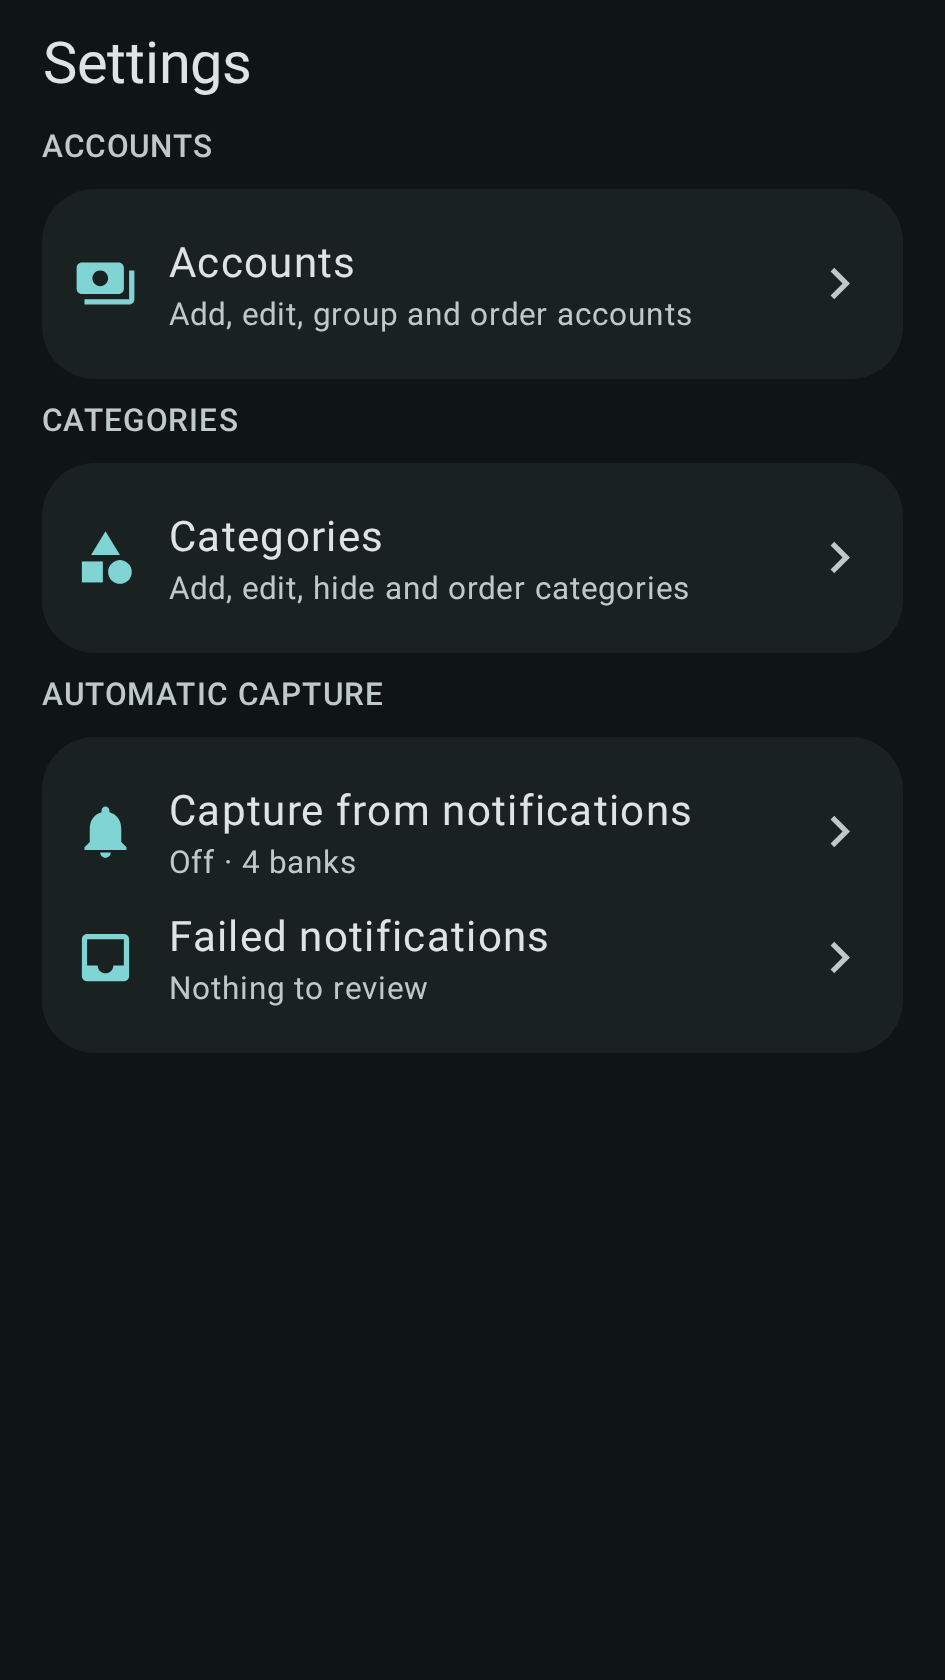 Settings
ACCOUNTS
Accounts
Add, edit, group and order accounts
CATEGORIES
Categories
Add, edit, hide and order categories
AUTOMATIC CAPTURE
Capture from notifications
Off · 4 banks
Failed notifications
Nothing to review